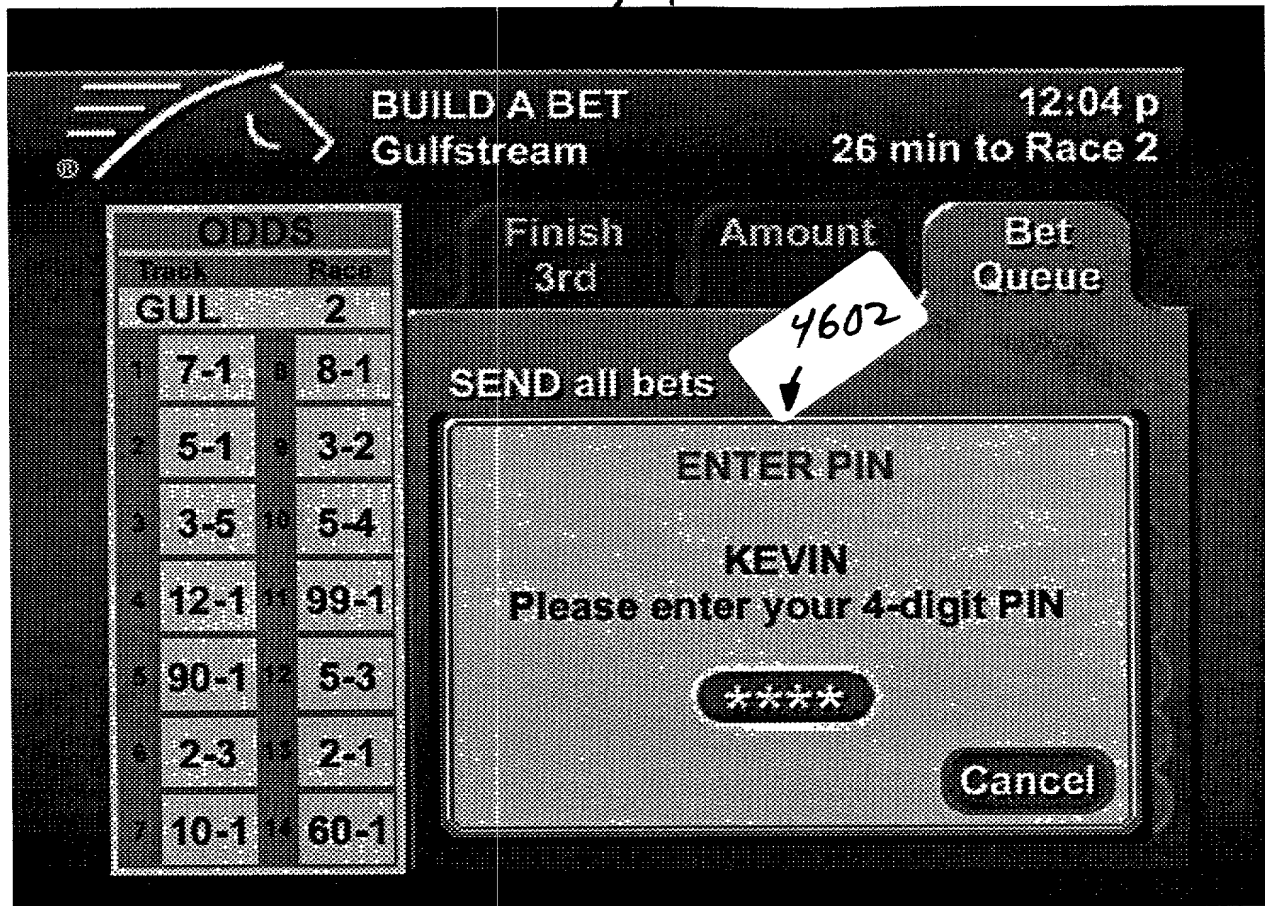 ®
BUILD A BET
Gulfstream
12:04 p
26 min to Race 2
ODDS
Track Race
GUL 2
1 7-1 8 8-1
2 5-1 9 3-2
3 3-5 10 5-4
4 12-1 11 99-1
5 90-1 12 5-3
6 2-3 13 2-1
7 10-1 14 60-1
Finish
3rd
Amount
Bet
Queue
4602
SEND all bets
ENTER PIN
KEVIN
Please enter your 4-digit PIN
****
Cancel